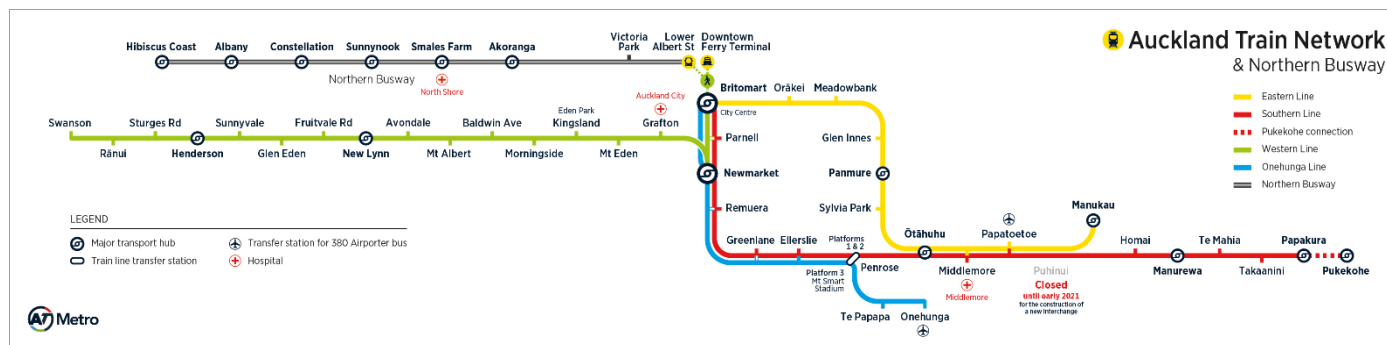 Auckland Train Network
& Northern Busway
Eastern Line
Southern Line
Pukekohe connection
Western Line
Onehunga Line
Northern Busway
Hibiscus Coast
Albany
Constellation
Sunnynook
Smales Farm
Akoranga
Victoria
Park
Lower
Albert St
Downtown
Ferry Terminal
Northern Busway
North Shore
Auckland City
Britomart
City Centre
Orākei
Meadowbank
Swanson
Rānui
Sturges Rd
Henderson
Sunnyvale
Glen Eden
Fruitvale Rd
New Lynn
Avondale
Mt Albert
Baldwin Ave
Morningside
Eden Park
Kingsland
Mt Eden
Grafton
Parnell
Newmarket
Remuera
Greenlane
Ellerslie
Platforms
1 & 2
Penrose
Platform 3
Mt Smart
Stadium
Te Papapa
Onehunga
Glen Innes
Panmure
Sylvia Park
Ōtāhuhu
Middlemore
Middlemore
Papatoetoe
Puhinui
Closed
until early 2021
for the construction of
a new interchange
Manukau
Homai
Manurewa
Te Mahia
Takaanini
Papakura
Pukekohe
LEGEND
Major transport hub
Train line transfer station
Transfer station for 380 Airporter bus
Hospital
AT Metro